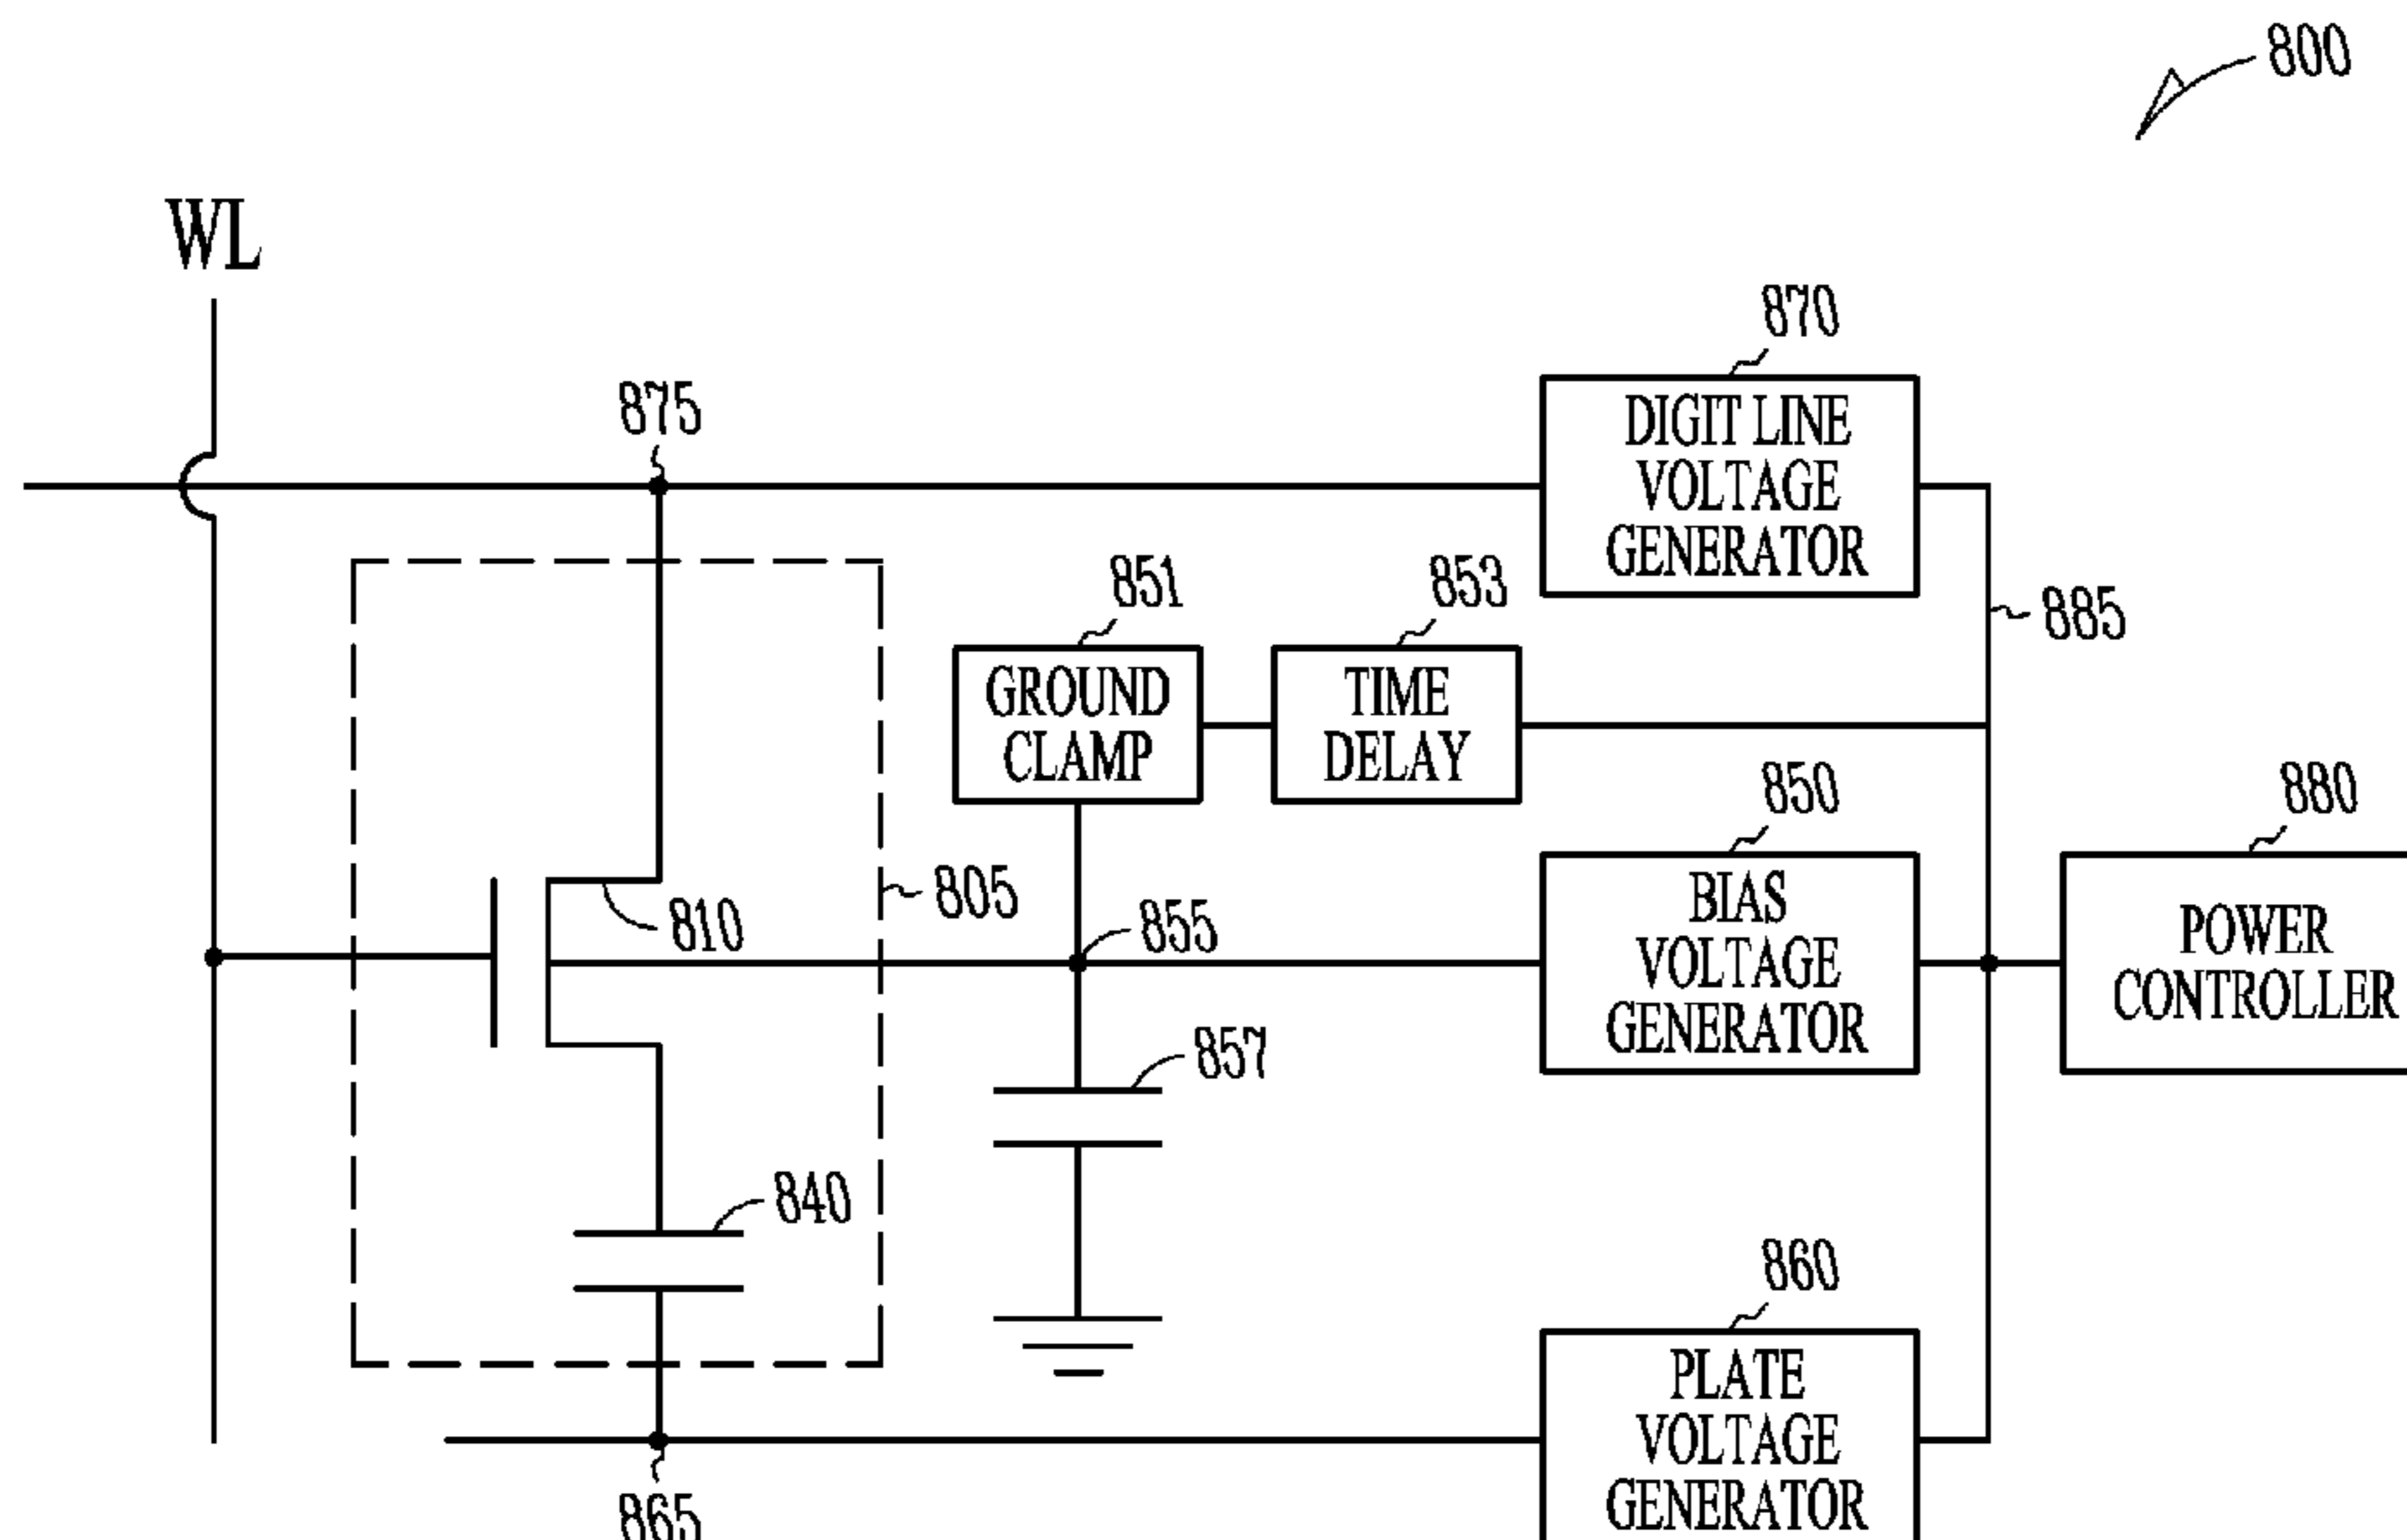 800
WL
870
875
DIGIT LINE
VOLTAGE
GENERATOR
851
853
885
GROUND
CLAMP
TIME
DELAY
850
880
805
810
855
BIAS
VOLTAGE
GENERATOR
POWER
CONTROLLER
857
840
860
PLATE
VOLTAGE
GENERATOR
865